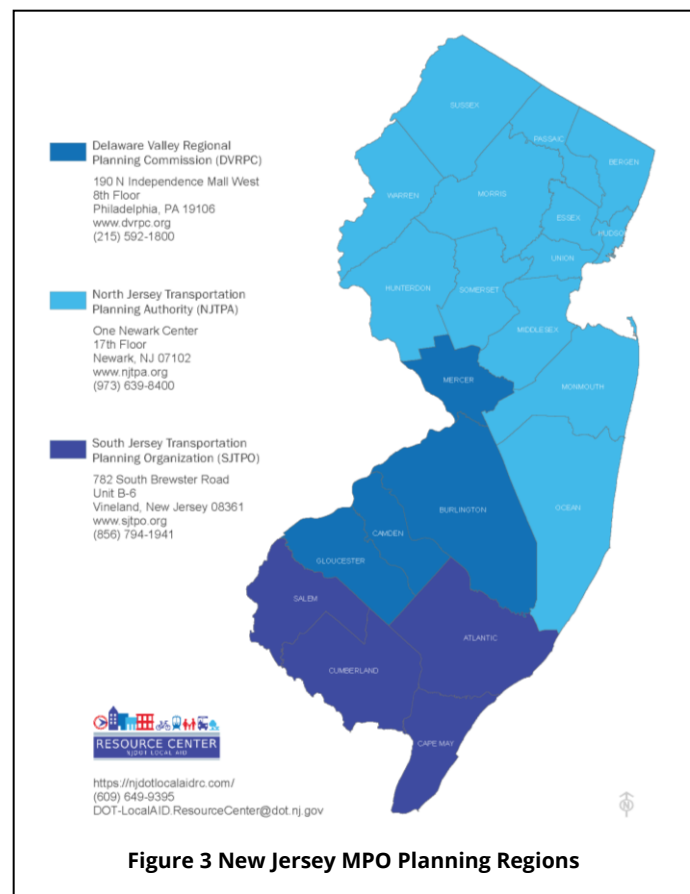 SUSSEX
PASSAIC
BERGEN
WARREN
MORRIS
ESSEX
HUDSON
UNION
HUNTERDON
SOMERSET
MIDDLESEX
MERCER
MONMOUTH
OCEAN
BURLINGTON
CAMDEN
GLOUCESTER
SALEM
ATLANTIC
CUMBERLAND
CAPE MAY
Delaware Valley Regional
Planning Commission (DVRPC)
190 N Independence Mall West
8th Floor
Philadelphia, PA 19106
www.dvrpc.org
(215) 592-1800
North Jersey Transportation
Planning Authority (NJTPA)
One Newark Center
17th Floor
Newark, NJ 07102
www.njtpa.org
(973) 639-8400
South Jersey Transportation
Planning Organization (SJTPO)
782 South Brewster Road
Unit B-6
Vineland, New Jersey 08361
www.sjtpo.org
(856) 794-1941
RESOURCE CENTER
NJDOT LOCAL AID
https://njdotlocalaidrc.com/
(609) 649-9395
DOT-LocalAID.ResourceCenter@dot.nj.gov
N
Figure 3 New Jersey MPO Planning Regions